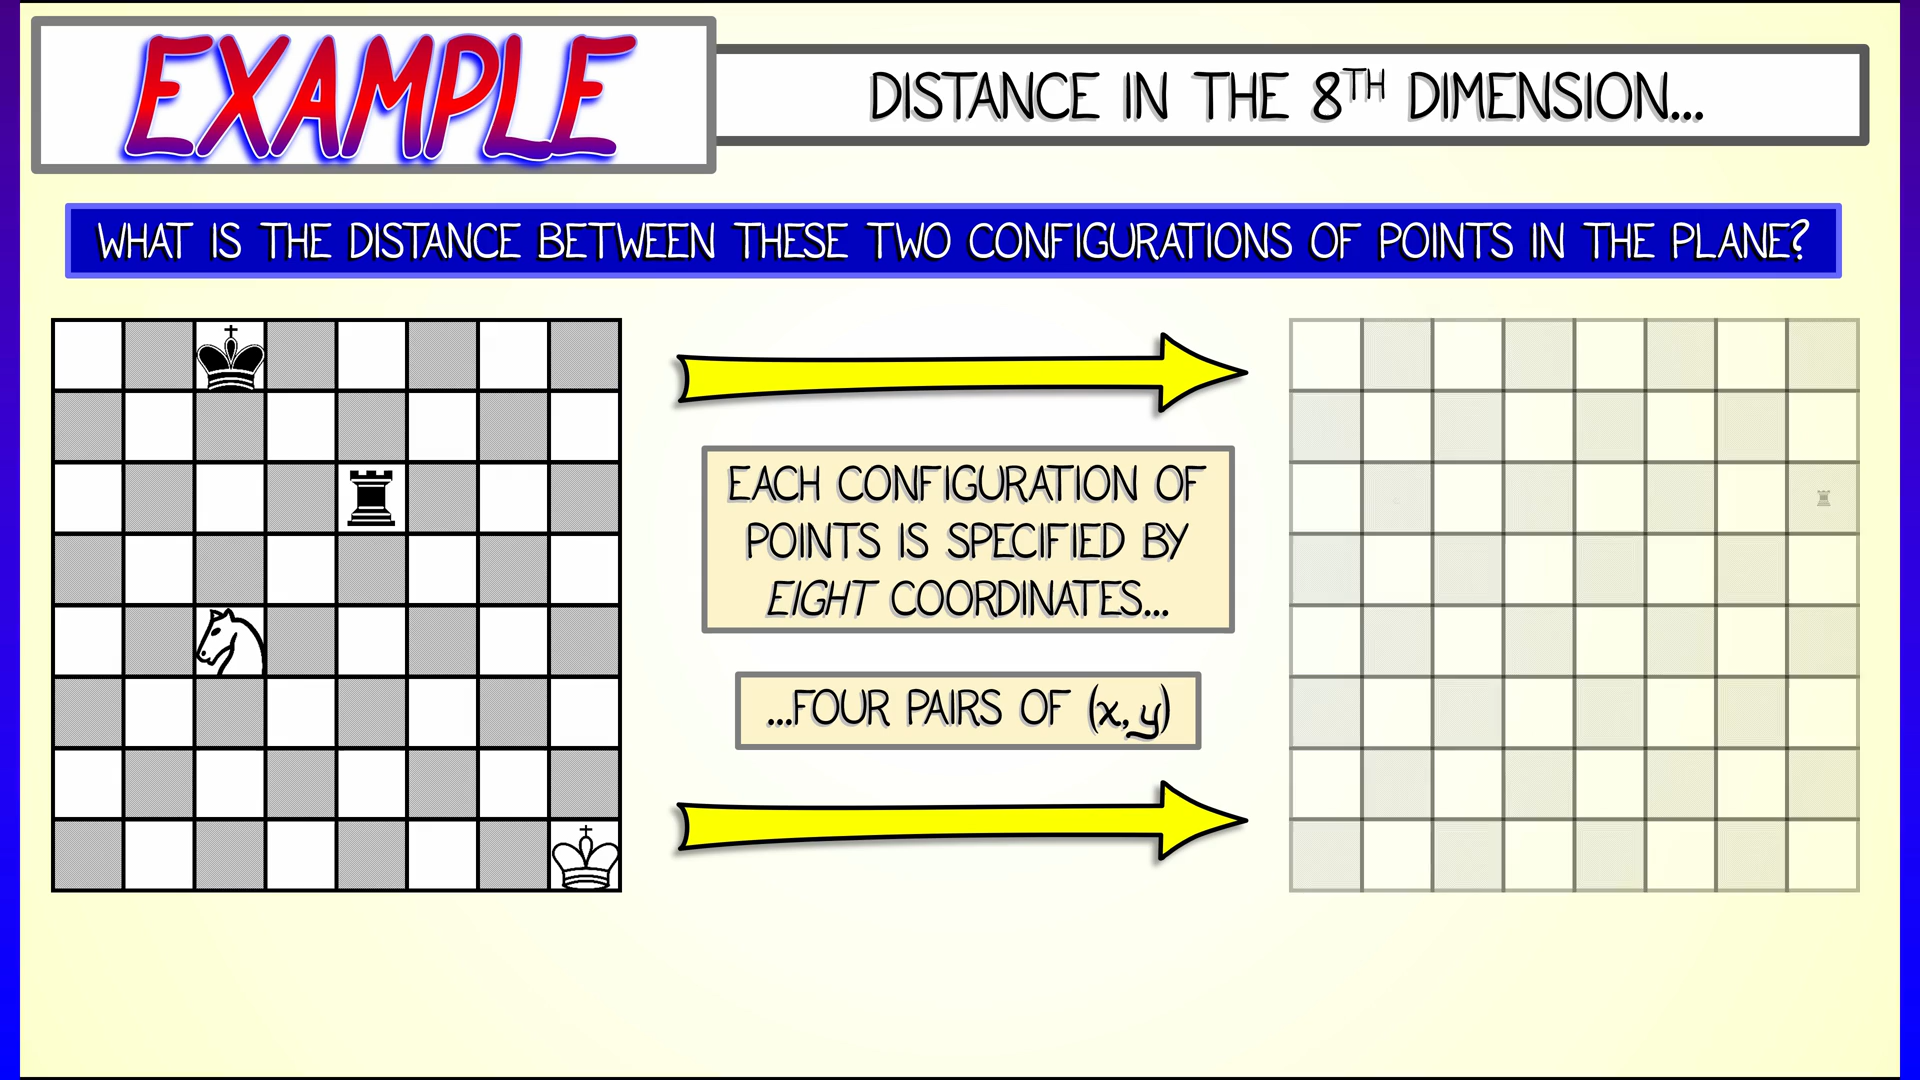 EXAMPLE
DISTANCE IN THE 8TH DIMENSION...
WHAT IS THE DISTANCE BETWEEN THESE TWO CONFIGURATIONS OF POINTS IN THE PLANE?
EACH CONFIGURATION OF
POINTS IS SPECIFIED BY
EIGHT COORDINATES...
...FOUR PAIRS OF (x, y)